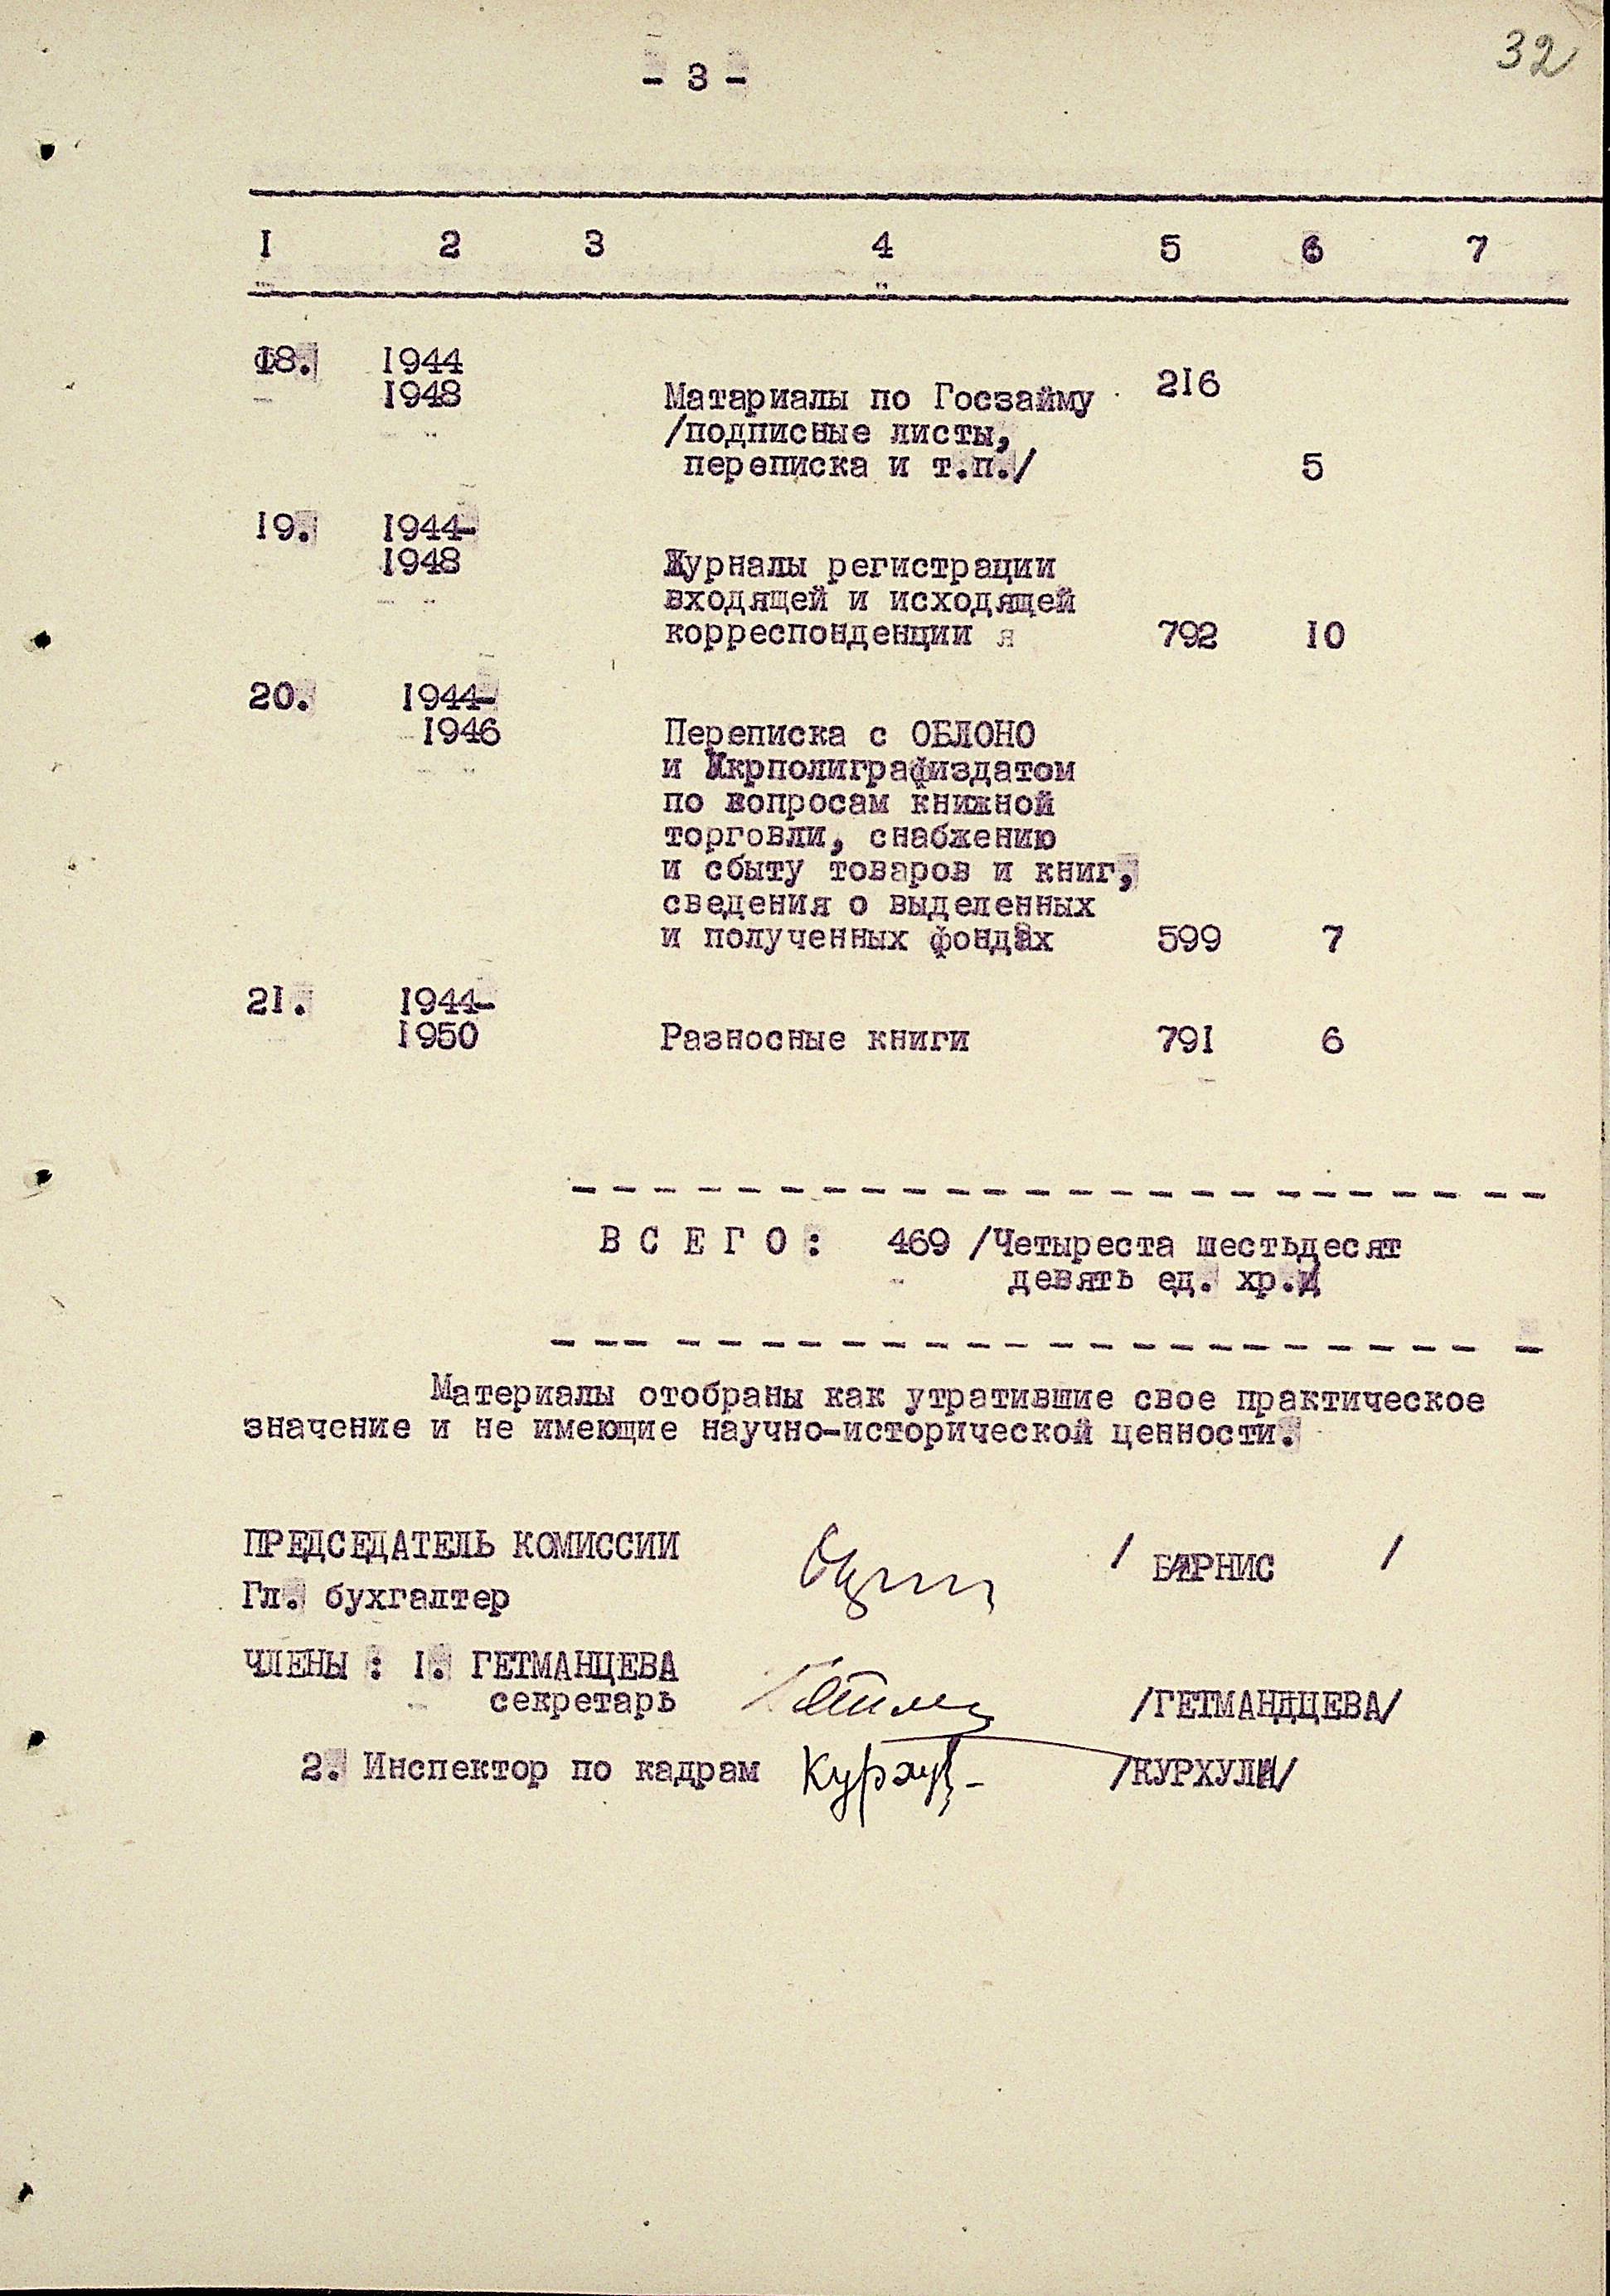 32
- 3 -
I 2 3 4 5 6 7
18. 1944
1948 Матариалы по Госзайму 216
/подписные листы,
переписка и т.п./ 5
19. 1944-
1948 Журналы регистрации
входящей и исходящей
корреспонденции я 792 10
20. 1944-
1946 Переписка с ОБЛОНО
и Укрполиграфиздатом
по вопросам книжной
торговли, снабжению
и сбыту товаров и книг,
сведения о выделенных
и полученных фондах 599 7
21. 1944-
1950 Разносные книги 791 6
В С Е Г О : 469 /Четыреста шестьдесят
девять ед. хр./
Материалы отобраны как утратившие свое практическое
значение и не имеющие научно-исторической ценности.
ПРЕДСЕДАТЕЛЬ КОМИССИИ / /
Гл. бухгалтер
ЧЛЕНЫ : I. ГЕТМАНЦЕВА
секретарь /ГЕТМАНДЦЕВА/
2. Инспектор по кадрам /КУРХУЛИ/